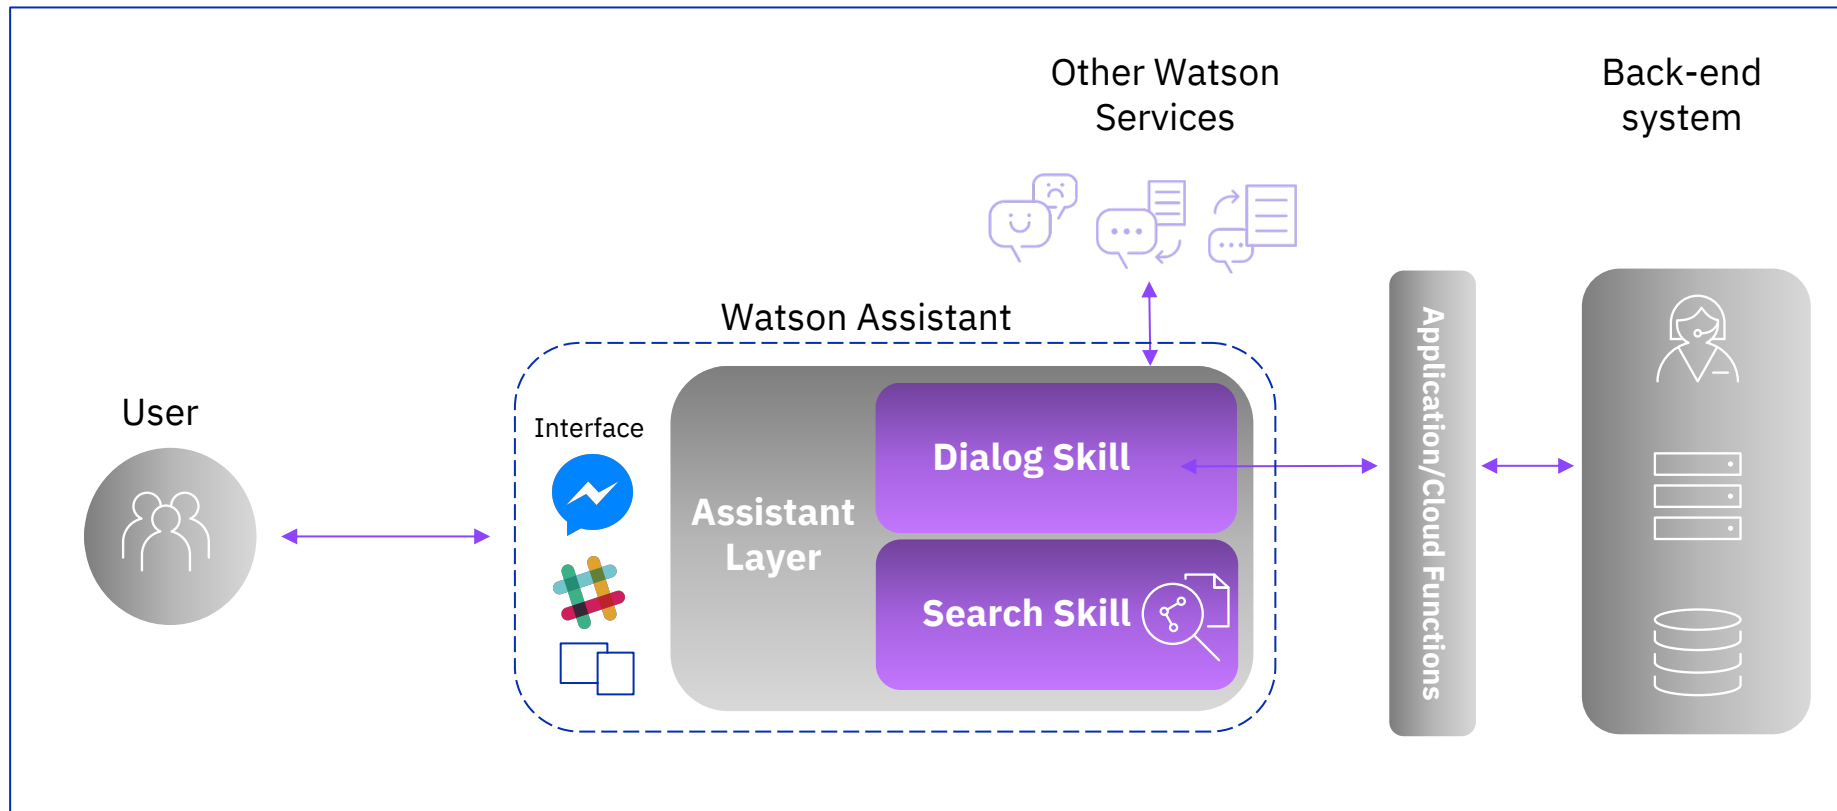 Other Watson
Services
Back-end
system
Watson Assistant
User
Interface
Assistant
Layer
Dialog Skill
Search Skill
Application/Cloud Functions